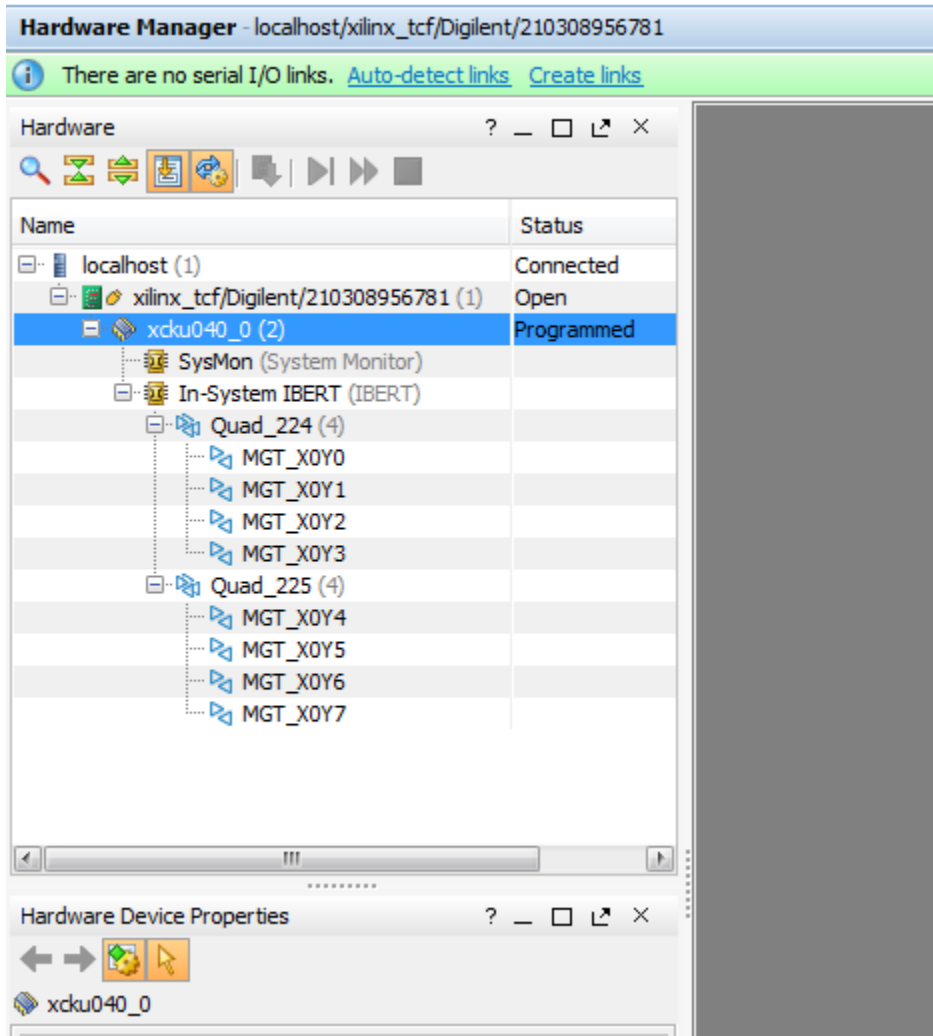 Hardware Manager - localhost/xilinx_tcf/Digilent/210308956781
There are no serial I/O links. Auto-detect links Create links
Hardware
Name Status
localhost (1) Connected
xilinx_tcf/Digilent/210308956781 (1) Open
xcku040_0 (2) Programmed
SysMon (System Monitor)
In-System IBERT (IBERT)
Quad_224 (4)
MGT_X0Y0
MGT_X0Y1
MGT_X0Y2
MGT_X0Y3
Quad_225 (4)
MGT_X0Y4
MGT_X0Y5
MGT_X0Y6
MGT_X0Y7
Hardware Device Properties
xcku040_0